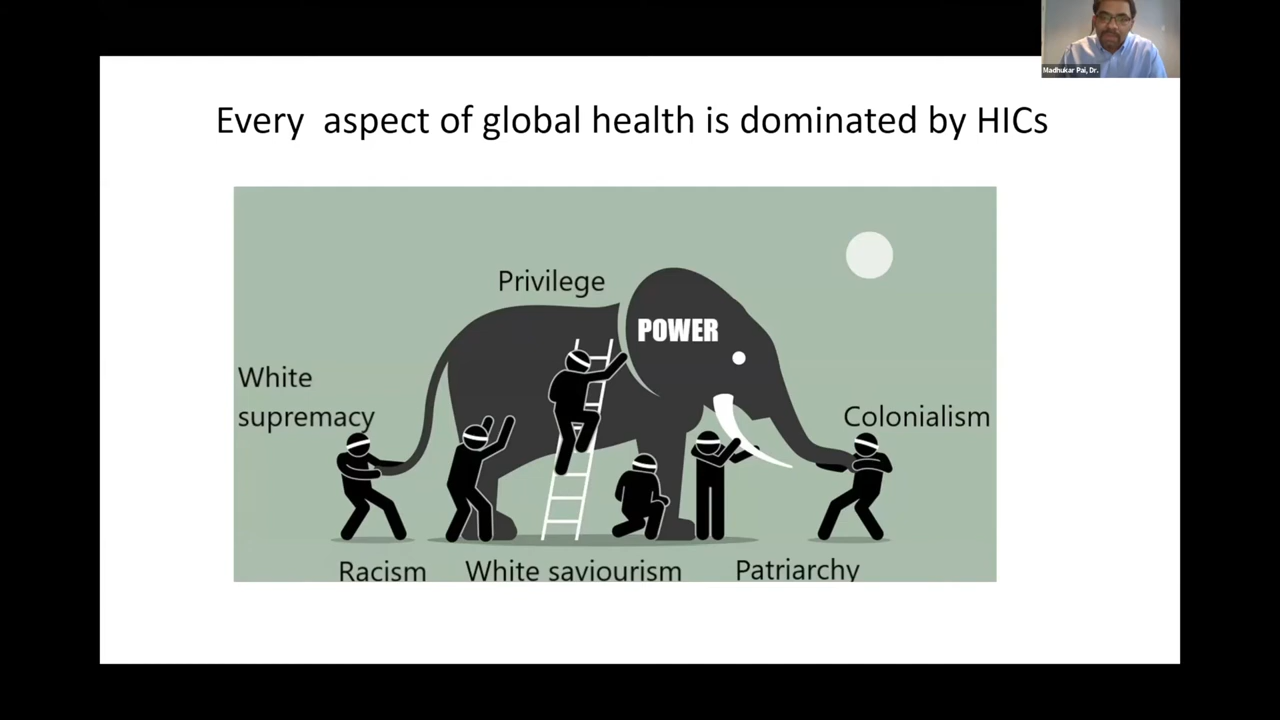 Madhukar Pai, Dr.
Every aspect of global health is dominated by HICs
Privilege
POWER
White
supremacy
Colonialism
Racism
White saviourism
Patriarchy